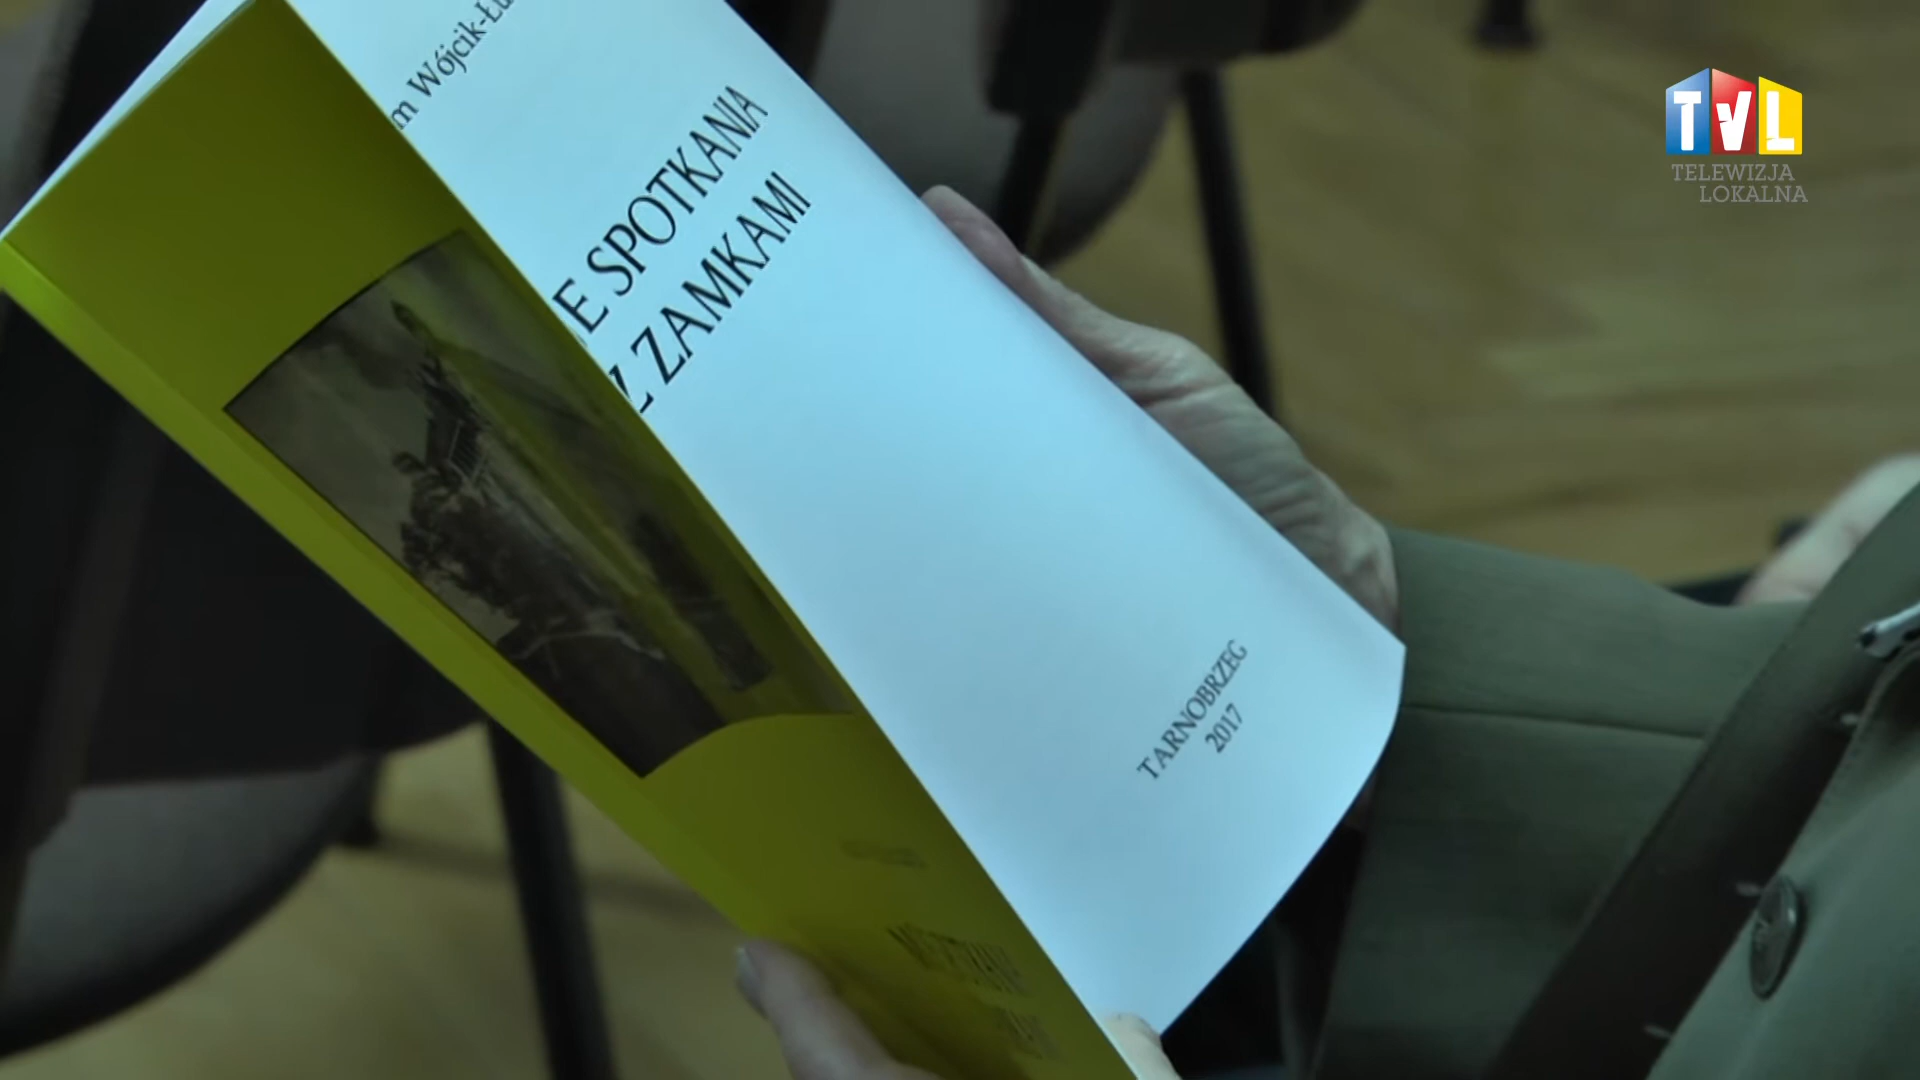 m Wójcik-Łu
E SPOTKANIA
Z ZAMKAMI
TARNOBRZEG
2017
TVL
TELEWIZJA
LOKALNA